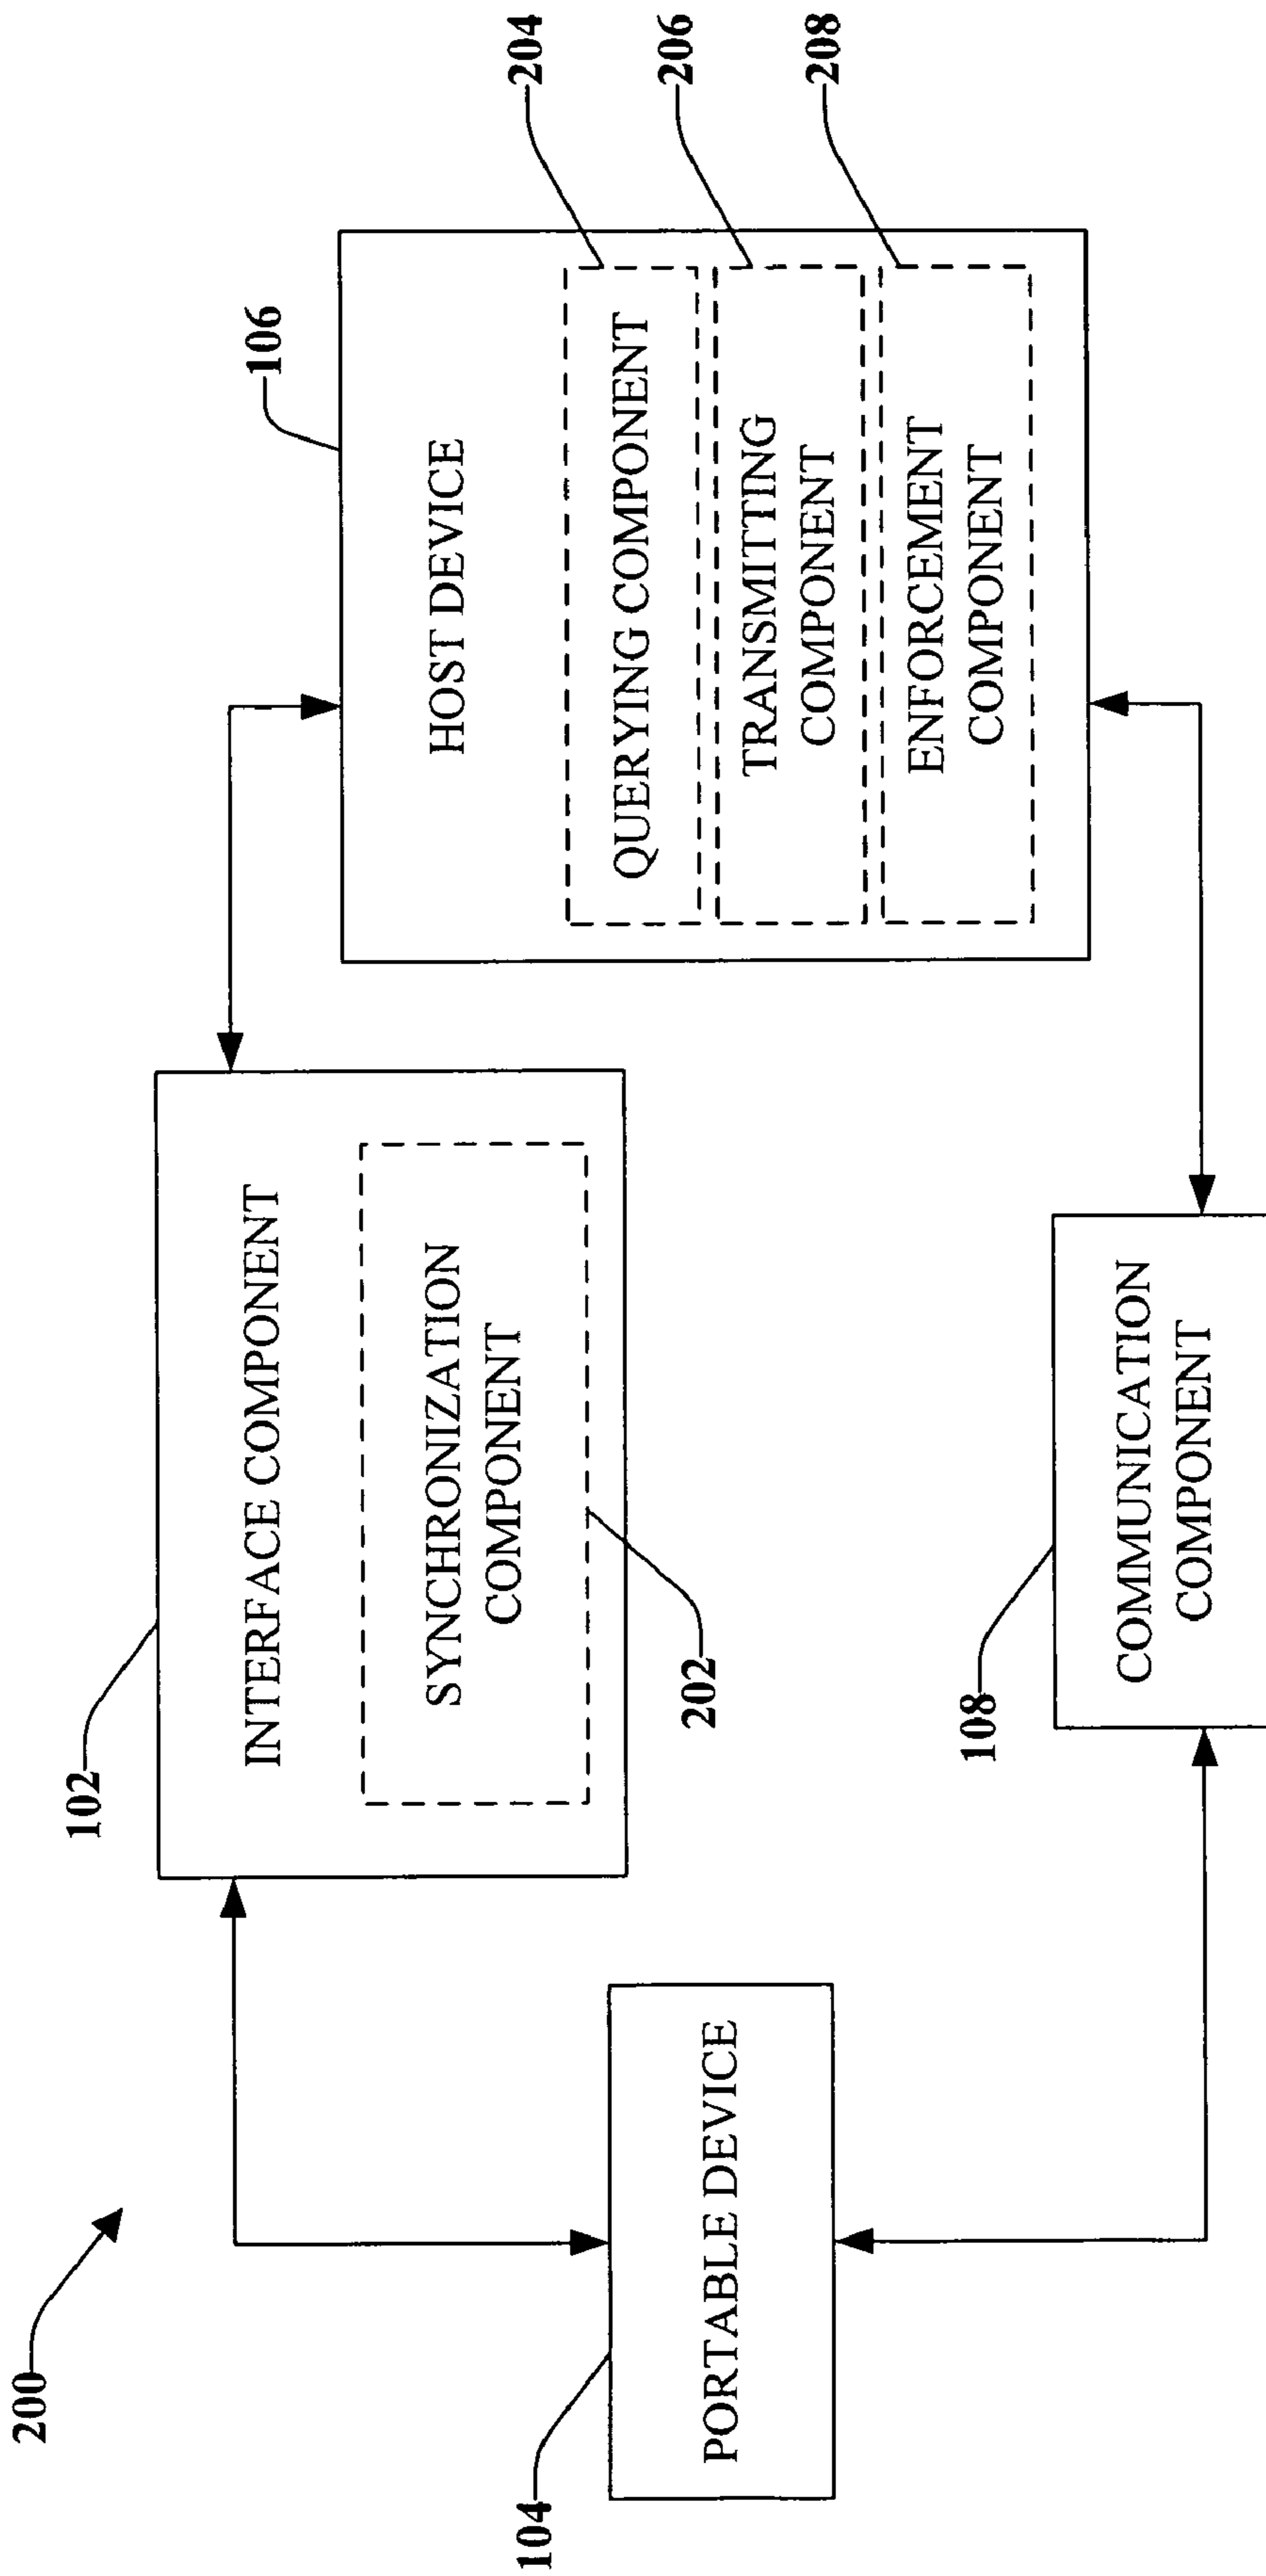 200
102
INTERFACE COMPONENT
SYNCHRONIZATION
COMPONENT
202
106
HOST DEVICE
QUERYING COMPONENT
204
TRANSMITTING
COMPONENT
206
ENFORCEMENT
COMPONENT
208
104
PORTABLE DEVICE
108
COMMUNICATION
COMPONENT